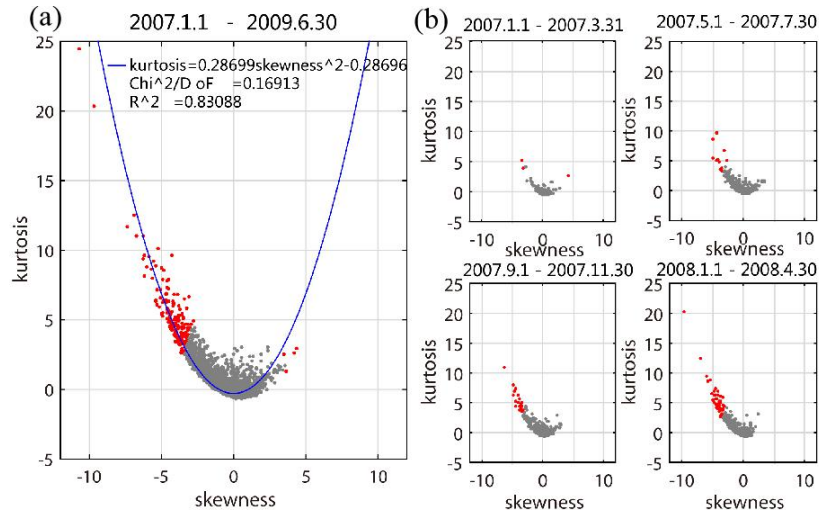 (a)
2007.1.1 - 2009.6.30
kurtosis=0.28699skewness^2-0.28696
Chi^2/D oF =0.16913
R^2 =0.83088
25
20
15
10
5
0
-5
kurtosis
-10 -5 0 5 10
skewness
(b)
2007.1.1 - 2007.3.31
25
20
15
10
5
0
-5
kurtosis
-10 0 10
skewness
2007.5.1 - 2007.7.30
25
20
15
10
5
0
-5
kurtosis
-10 0 10
skewness
2007.9.1 - 2007.11.30
25
20
15
10
5
0
-5
kurtosis
-10 0 10
skewness
2008.1.1 - 2008.4.30
25
20
15
10
5
0
-5
kurtosis
-10 0 10
skewness